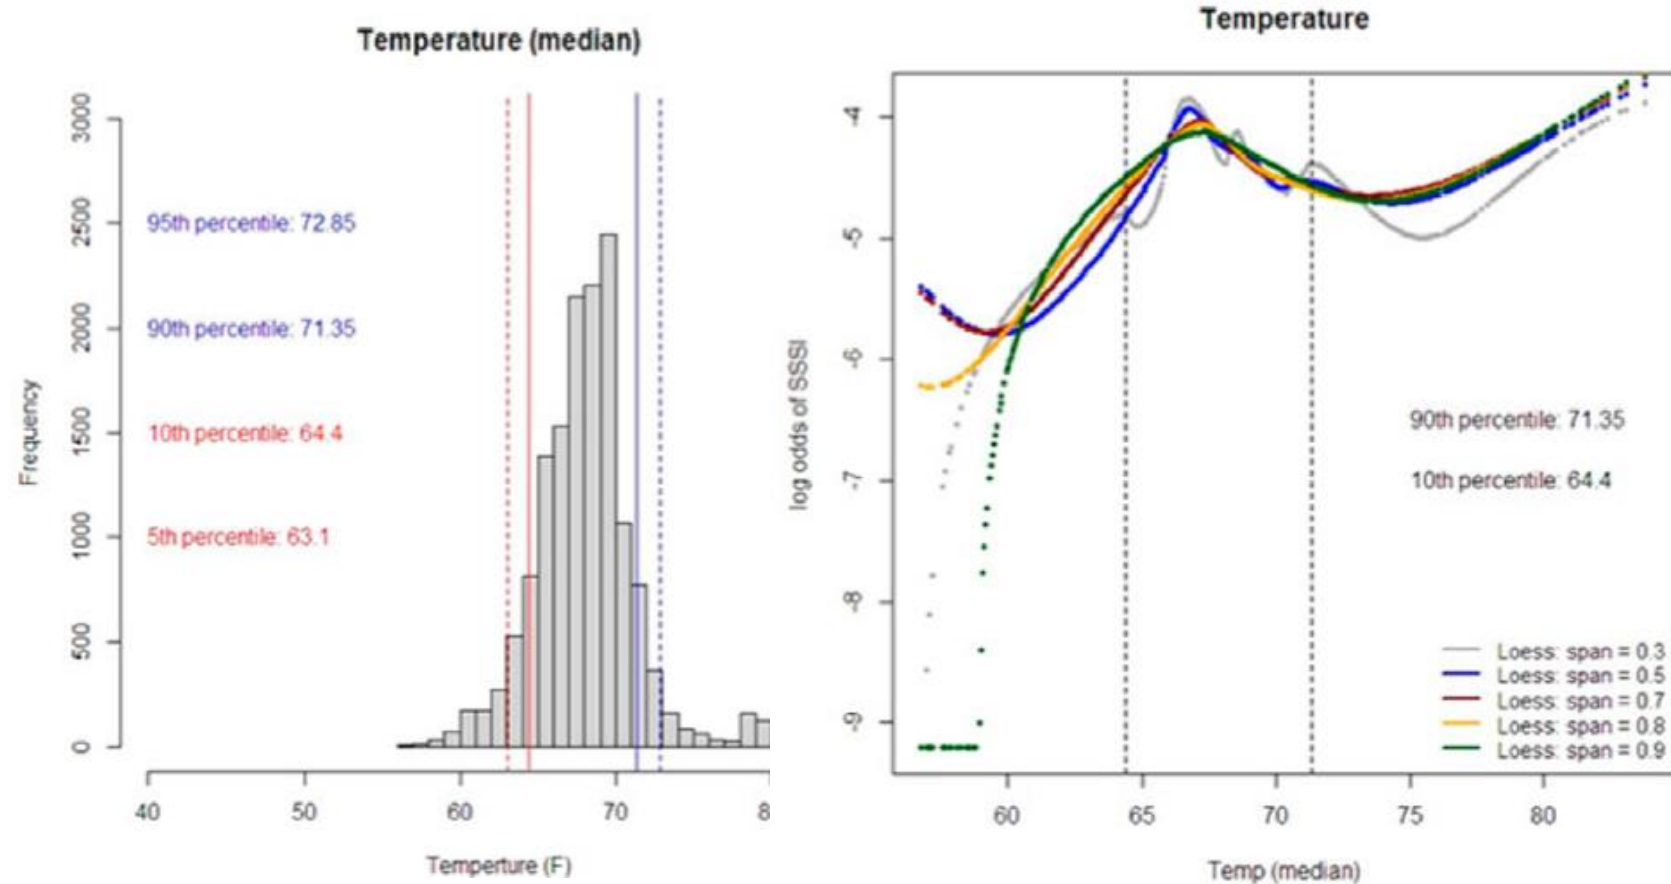 Temperature (median)
3000
2500
2000
1500
1000
500
0
Frequency
95th percentile: 72.85
90th percentile: 71.35
10th percentile: 64.4
5th percentile: 63.1
40
50
60
70
8
Temperture (F)
Temperature
-4
-5
-6
-7
-8
-9
log odds of SSSI
90th percentile: 71.35
10th percentile: 64.4
Loess: span = 0.3
Loess: span = 0.5
Loess: span = 0.7
Loess: span = 0.8
Loess: span = 0.9
60
65
70
75
80
Temp (median)